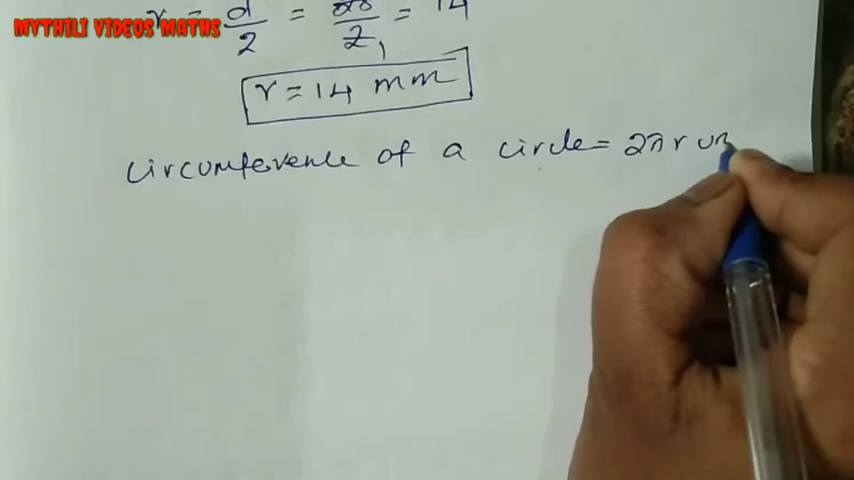 MYTHILI VIDEOS MATHS
r = d/2 = 28/2 = 14
r = 14 mm
circumference of a circle = 2πr un